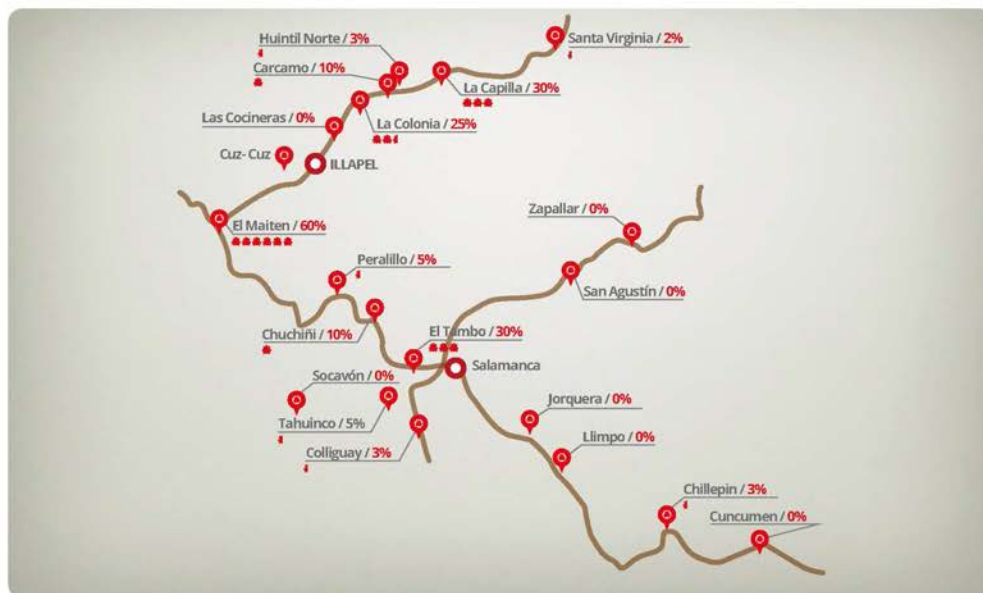 Huintil Norte / 3%
Santa Virginia / 2%
Carcamo / 10%
La Capilla / 30%
Las Cocineras / 0%
La Colonia / 25%
Cuz- Cuz
ILLAPEL
Zapallar / 0%
El Maiten / 60%
Peralillo / 5%
San Agustín / 0%
Chuchiñi / 10%
El Tambo / 30%
Salamanca
Socavón / 0%
Jorquera / 0%
Tahuinco / 5%
Llimpo / 0%
Colliguay / 3%
Chillepin / 3%
Cuncumen / 0%